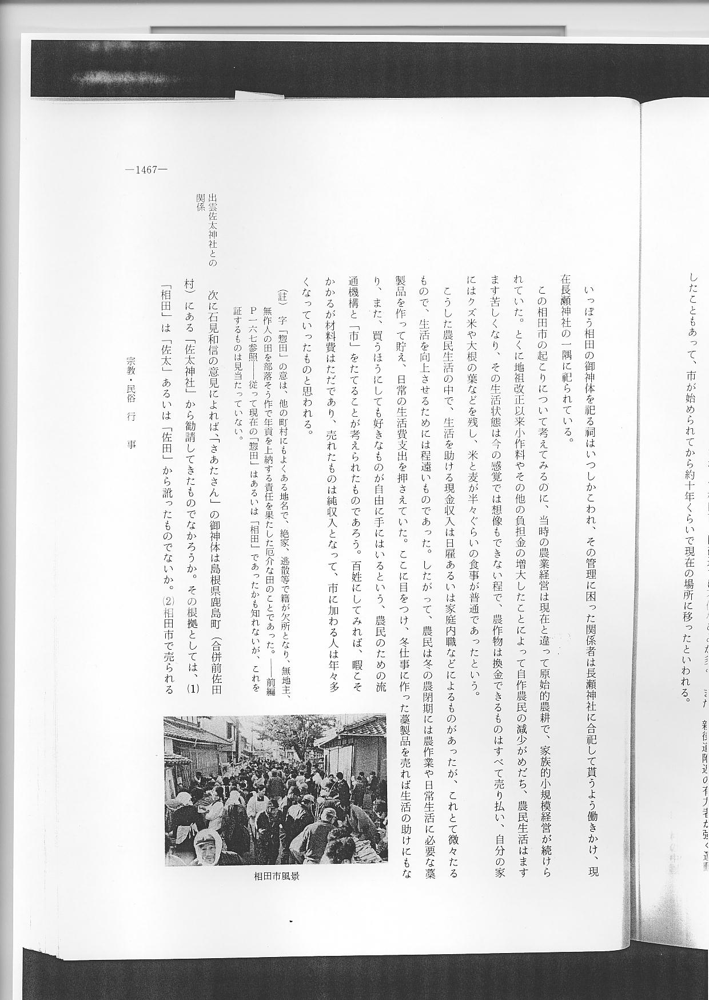 したこともあって、市が始められてから約十年くらいで現在の場所に移ったといわれる。
いっぽう相田の御神体を祀る祠はいつしかこわれ、その管理に困った関係者は長瀬神社に合祀して貰うよう働きかけ、現
在長瀬神社の一隅に祀られている。
この相田市の起こりについて考えてみるのに、当時の農業経営は現在と違って原始的農耕で、家族的小規模経営が続けら
れていた。とくに地祖改正以来小作料やその他の負担金の増大したことによって自作農民の減少がめだち、農民生活はます
ます苦しくなり、その生活状態は今の感覚では想像もできない程で、農作物は換金できるものはすべて売り払い、自分の家
にはクズ米や大根の葉などを残し、米と麦が半々ぐらいの食事が普通であったという。
こうした農民生活の中で、生活を助ける現金収入は日雇あるいは家庭内職などによるものがあったが、これとて微々たる
もので、生活を向上させるためには程遠いものであった。したがって、農民は冬の農閉期には農作業や日常生活に必要な藁
製品を作って貯え、日常の生活費支出を押さえていた。ここに目をつけ、冬仕事に作った藁製品を売れば生活の助けにもな
り、また、買うほうにしても好きなものが自由に手にはいるという、農民のための流
通機構と「市」をたてることが考えられたものであろう。百姓にしてみれば、暇こそ
かかるが材料費はただであり、売れたものは純収入となって、市に加わる人は年々多
くなっていったものと思われる。
（註）　字「惣田」の意は、他の町村にもよくある地名で、絶家、逃散等で籍が欠所となり、無地主、
無作人の田を部落そう作で年貢を上納する責任を果たした厄介な田のことであった。――前編
Ｐ一六七参照――従って現在の「惣田」はあるいは「相田」であったかも知れないが、これを
証するものは見当たっていない。
出雲佐太神社との
関係
次に石見和信の意見によれば、「さあたさん」の御神体は島根県鹿島町（合併前佐田
村）にある「佐太神社」から勧請してきたものでなかろうか。その根拠としては、(1)
「相田」は「佐太」あるいは「佐田」から訛ったものでないか。(2)相田市で売られる
相田市風景
宗教・民俗　行　事
―1467―